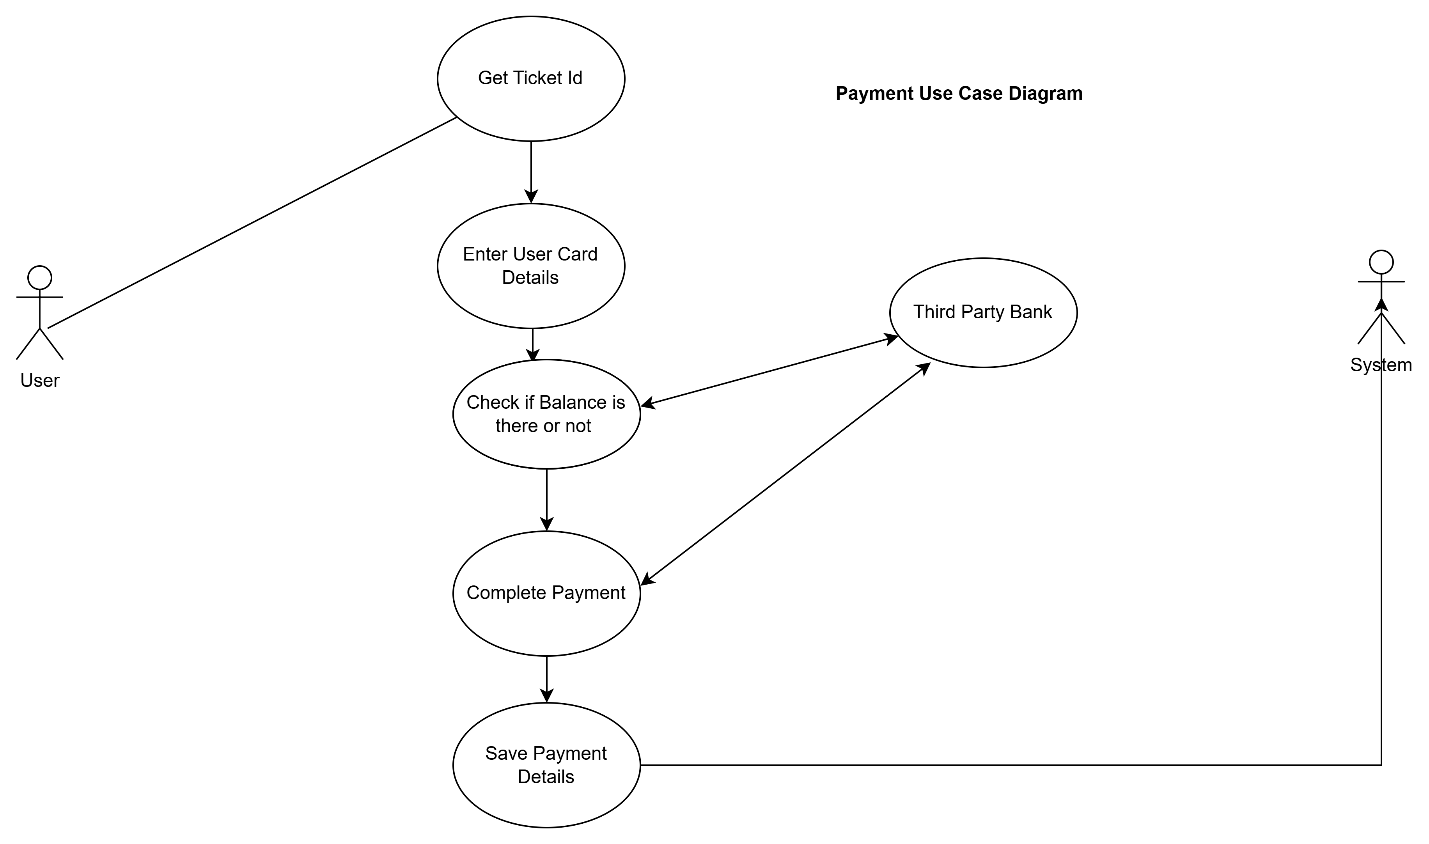 Get Ticket Id
Payment Use Case Diagram
Enter User Card
Details
Third Party Bank
System
User
Check if Balance is
there or not
Complete Payment
Save Payment
Details